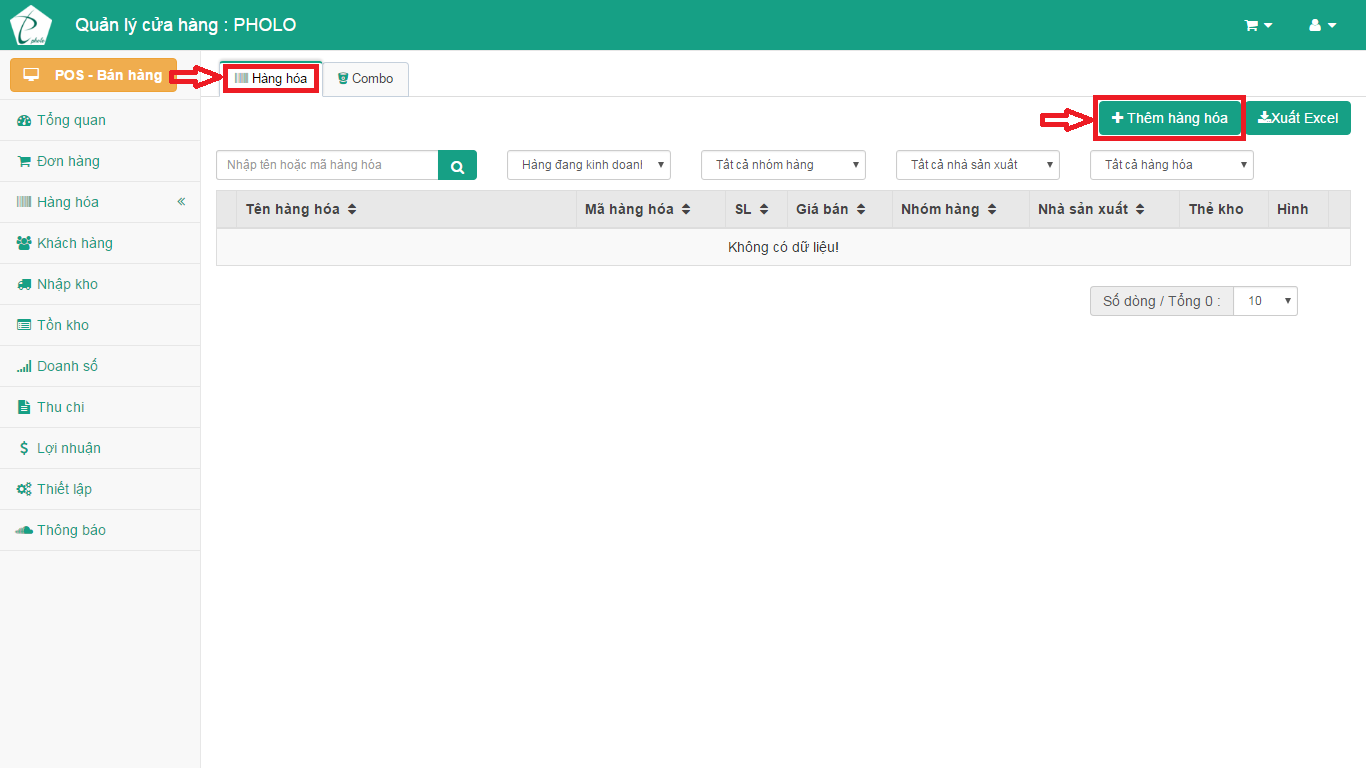 pholo
Quản lý cửa hàng : PHOLO
POS - Bán hàng
Hàng hóa
Combo
Thêm hàng hóa
Xuất Excel
Tổng quan
Đơn hàng
Hàng hóa
Khách hàng
Nhập kho
Tồn kho
Doanh số
Thu chi
Lợi nhuận
Thiết lập
Thông báo
Nhập tên hoặc mã hàng hóa
Hàng đang kinh doanh
Tất cả nhóm hàng
Tất cả nhà sản xuất
Tất cả hàng hóa
Tên hàng hóa Mã hàng hóa SL Giá bán Nhóm hàng Nhà sản xuất Thẻ kho Hình
Không có dữ liệu!
Số dòng / Tổng 0 : 10